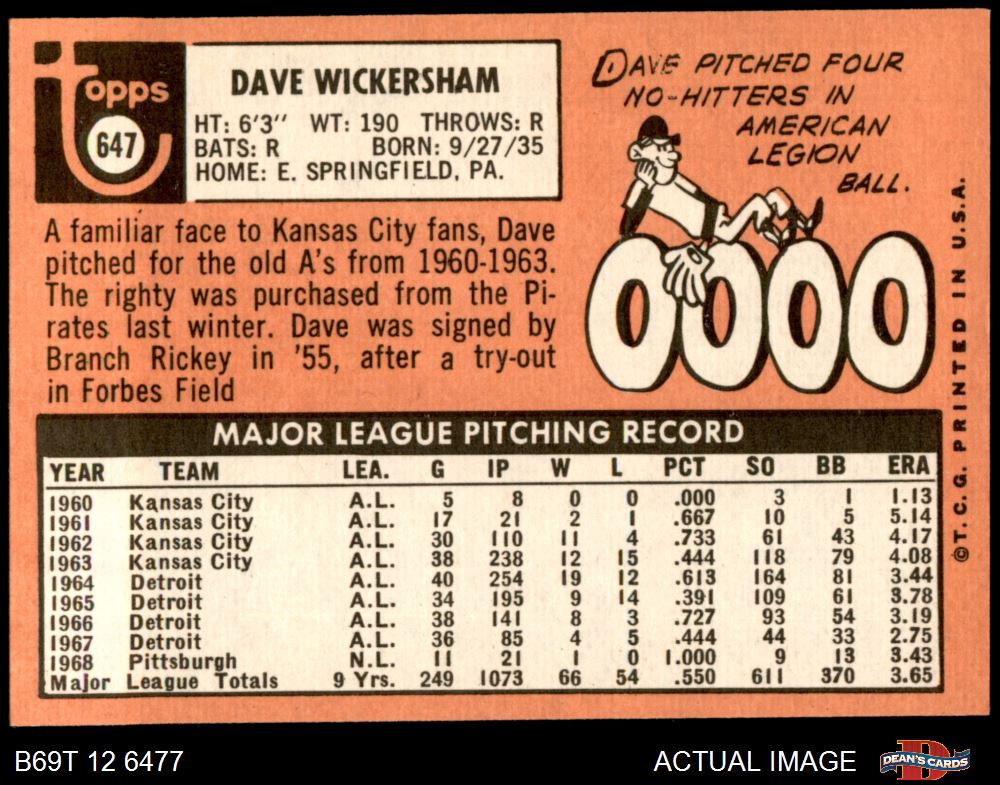 Topps
647
DAVE WICKERSHAM
HT: 6'3" WT: 190 THROWS: R
BATS: R BORN: 9/27/35
HOME: E. SPRINGFIELD, PA.
A familiar face to Kansas City fans, Dave
pitched for the old A's from 1960-1963.
The righty was purchased from the Pi-
rates last winter. Dave was signed by
Branch Rickey in '55, after a try-out
in Forbes Field
DAVE PITCHED FOUR
NO-HITTERS IN
AMERICAN
LEGION
BALL.
0000
©T. C. G. PRINTED IN U.S.A.
MAJOR LEAGUE PITCHING RECORD
YEAR TEAM LEA. G IP W L PCT SO BB ERA
1960 Kansas City A.L. 5 8 0 0 .000 3 1 1.13
1961 Kansas City A.L. 17 21 2 1 .667 10 5 5.14
1962 Kansas City A.L. 30 110 11 4 .733 61 43 4.17
1963 Kansas City A.L. 38 238 12 15 .444 118 79 4.08
1964 Detroit A.L. 40 254 19 12 .613 164 81 3.44
1965 Detroit A.L. 34 195 9 14 .391 109 61 3.78
1966 Detroit A.L. 38 141 8 3 .727 93 54 3.19
1967 Detroit A.L. 36 85 4 5 .444 44 33 2.75
1968 Pittsburgh N.L. 11 21 1 0 1.000 9 13 3.43
Major League Totals 9 Yrs. 249 1073 66 54 .550 611 370 3.65
B69T 12 6477
ACTUAL IMAGE
D
DEAN'S CARDS